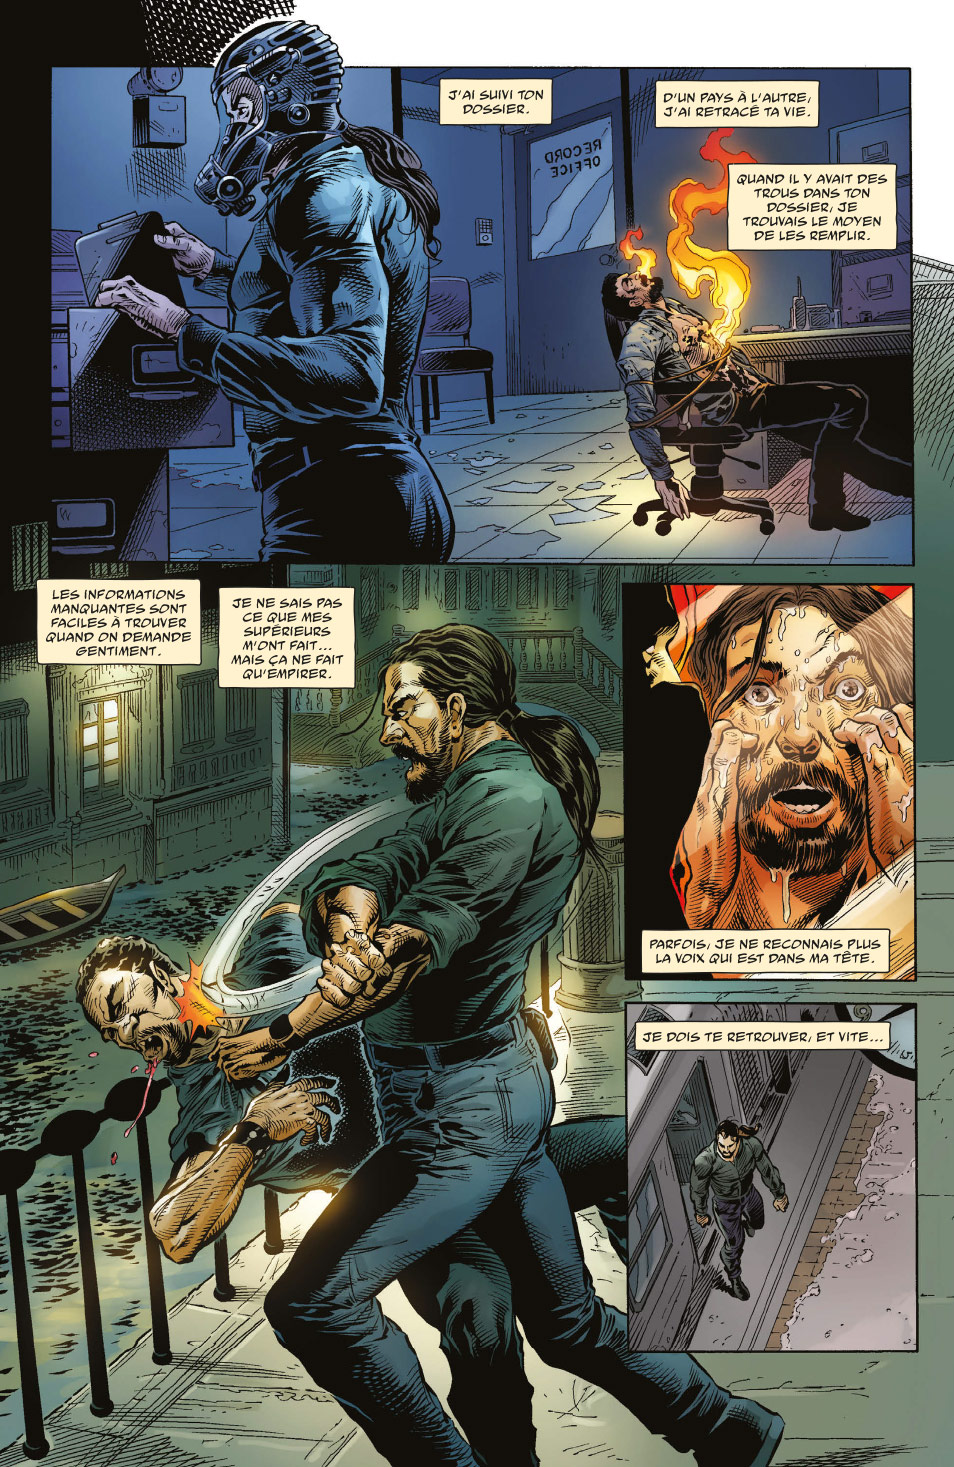 J'AI SUIVI TON
DOSSIER.
D'UN PAYS À L'AUTRE,
J'AI RETRACÉ TA VIE.
RECORD
OFFICE
QUAND IL Y AVAIT DES
TROUS DANS TON
DOSSIER, JE
TROUVAIS LE MOYEN
DE LES REMPLIR.
LES INFORMATIONS
MANQUANTES SONT
FACILES À TROUVER
QUAND ON DEMANDE
GENTIMENT.
JE NE SAIS PAS
CE QUE MES
SUPÉRIEURS
M'ONT FAIT...
MAIS ÇA NE FAIT
QU'EMPIRER.
PARFOIS, JE NE RECONNAIS PLUS
LA VOIX QUI EST DANS MA TÊTE.
JE DOIS TE RETROUVER, ET VITE...